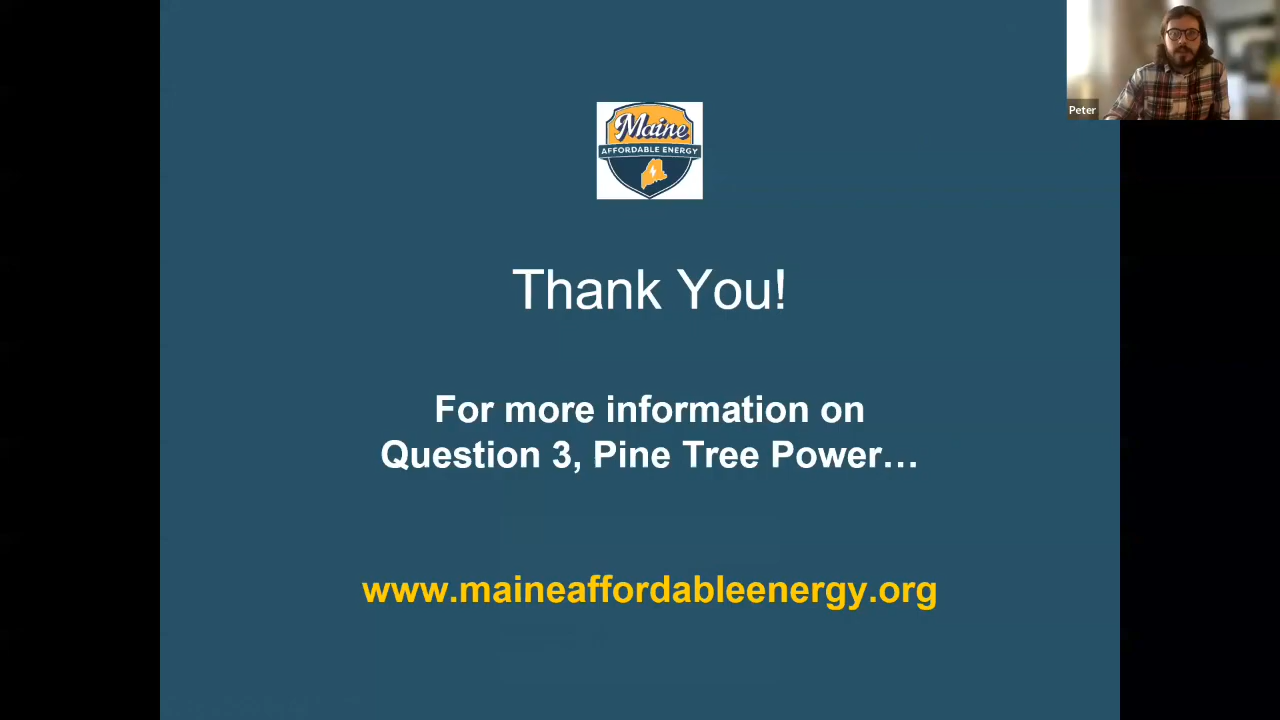 Peter
Maine
AFFORDABLE ENERGY
Thank You!
For more information on
Question 3, Pine Tree Power…
www.maineaffordableenergy.org